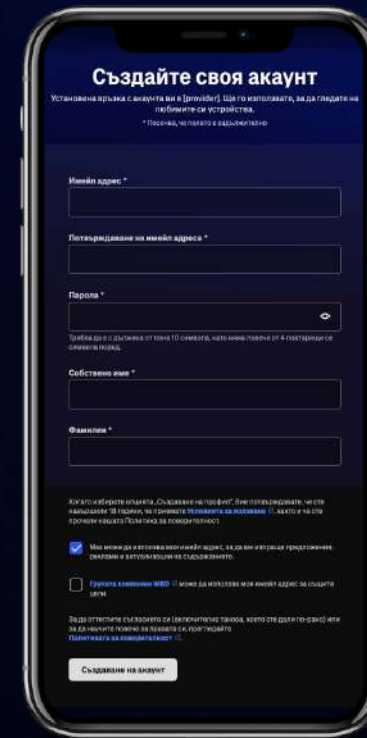 Създайте своя акаунт
Установена връзка с акаунта ви в [provider]. Ще го използвате, за да гледате на
любимите си устройства.
* Посочва, че полето е задължително
Имейл адрес *
Потвърждаване на имейл адреса *
Парола *
Трябва да е с дължина от поне 10 символа, като няма повече от 4 повтарящи се
символа поред.
Собствено име *
Фамилия *
Когато изберете опцията „Създаване на профил“, Вие потвърждавате, че сте
навършили 18 години, че приемате Условията за ползване, както и че сте
прочели нашата Политика за поверителност.
Max може да използва моя имейл адрес, за да ми изпраща предложения,
реклами и актуализации на съдържанието.
Групата компании WBD може да използва моя имейл адрес за същите
цели.
За да оттеглите съгласието си (включително такова, което сте дали по-рано) или
за да научите повече за правата си, прегледайте
Политиката за поверителност.
Създаване на акаунт